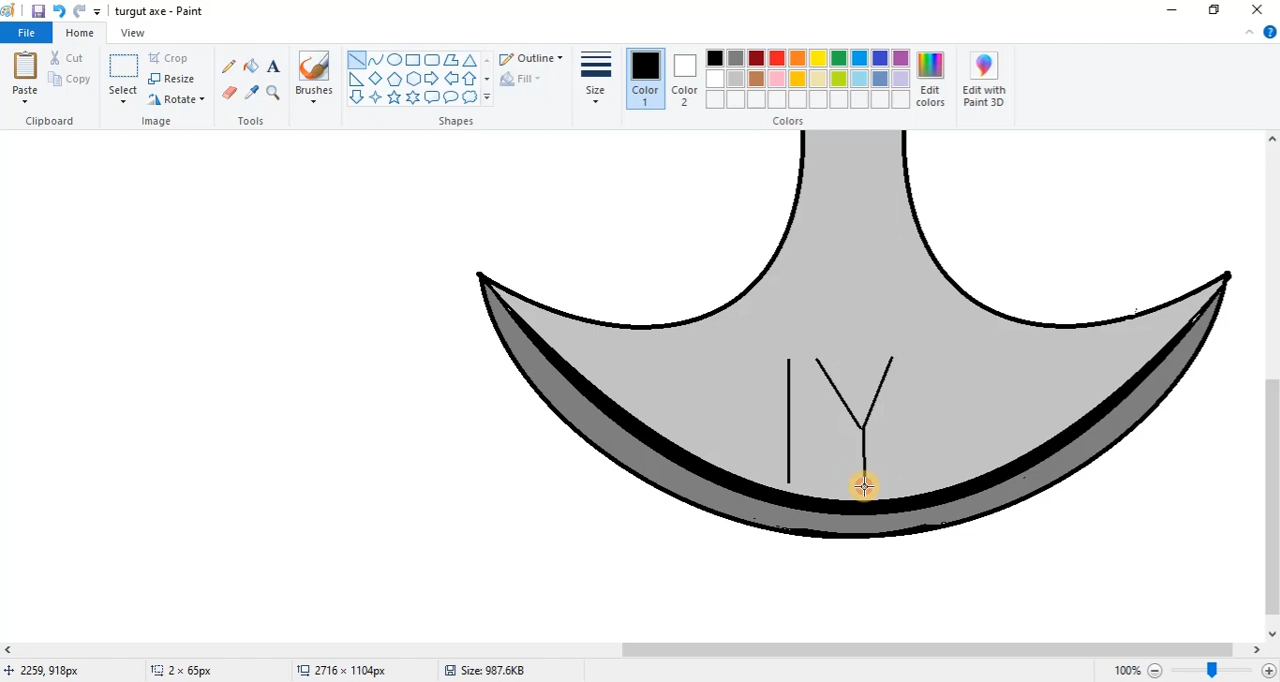 turgut axe - Paint
File Home View
Paste Cut Copy Clipboard
Select Crop Resize Rotate Image
Tools
Brushes
Outline Fill Shapes
Size
Color 1 Color 2 Edit colors Colors
Edit with Paint 3D
IY
2259, 918px 2 × 65px 2716 × 1104px Size: 987.6KB 100%